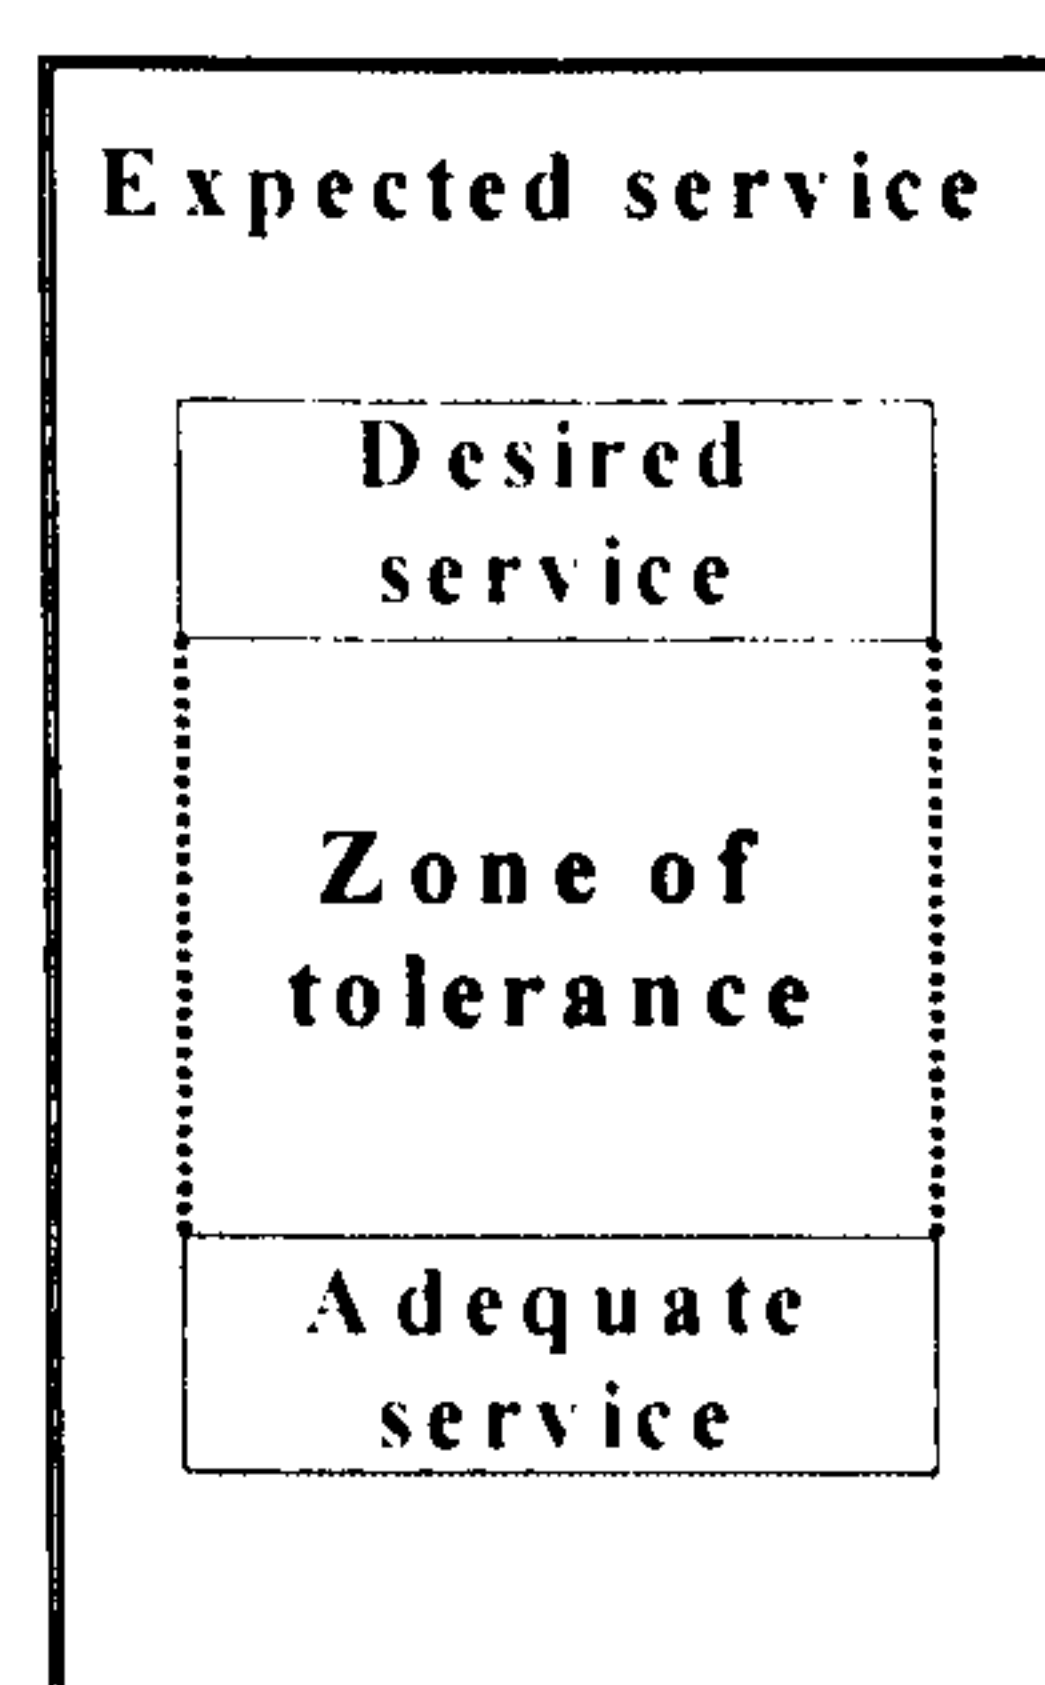 Expected service
Desired
service
Zone of
tolerance
Adequate
service